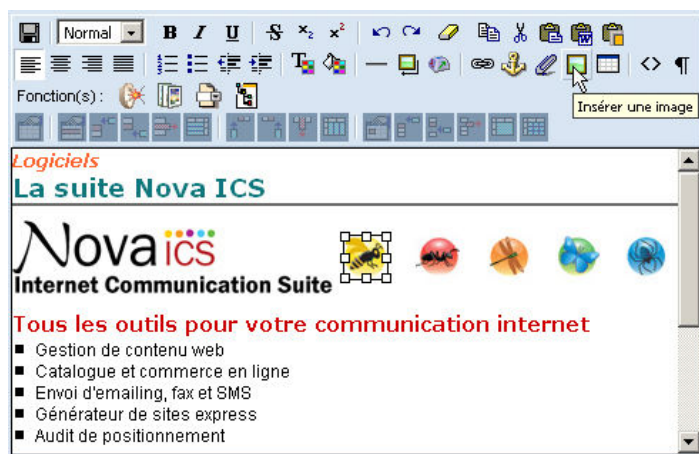 Normal B I U S x₂ x²
Fonction(s) :
Insérer une image
Logiciels
La suite Nova ICS
Nova ics
Internet Communication Suite
Tous les outils pour votre communication internet
Gestion de contenu web
Catalogue et commerce en ligne
Envoi d'emailing, fax et SMS
Générateur de sites express
Audit de positionnement